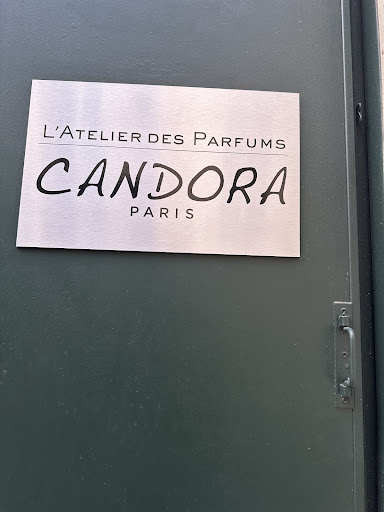 L'ATELIER DES PARFUMS
CANDORA
PARIS